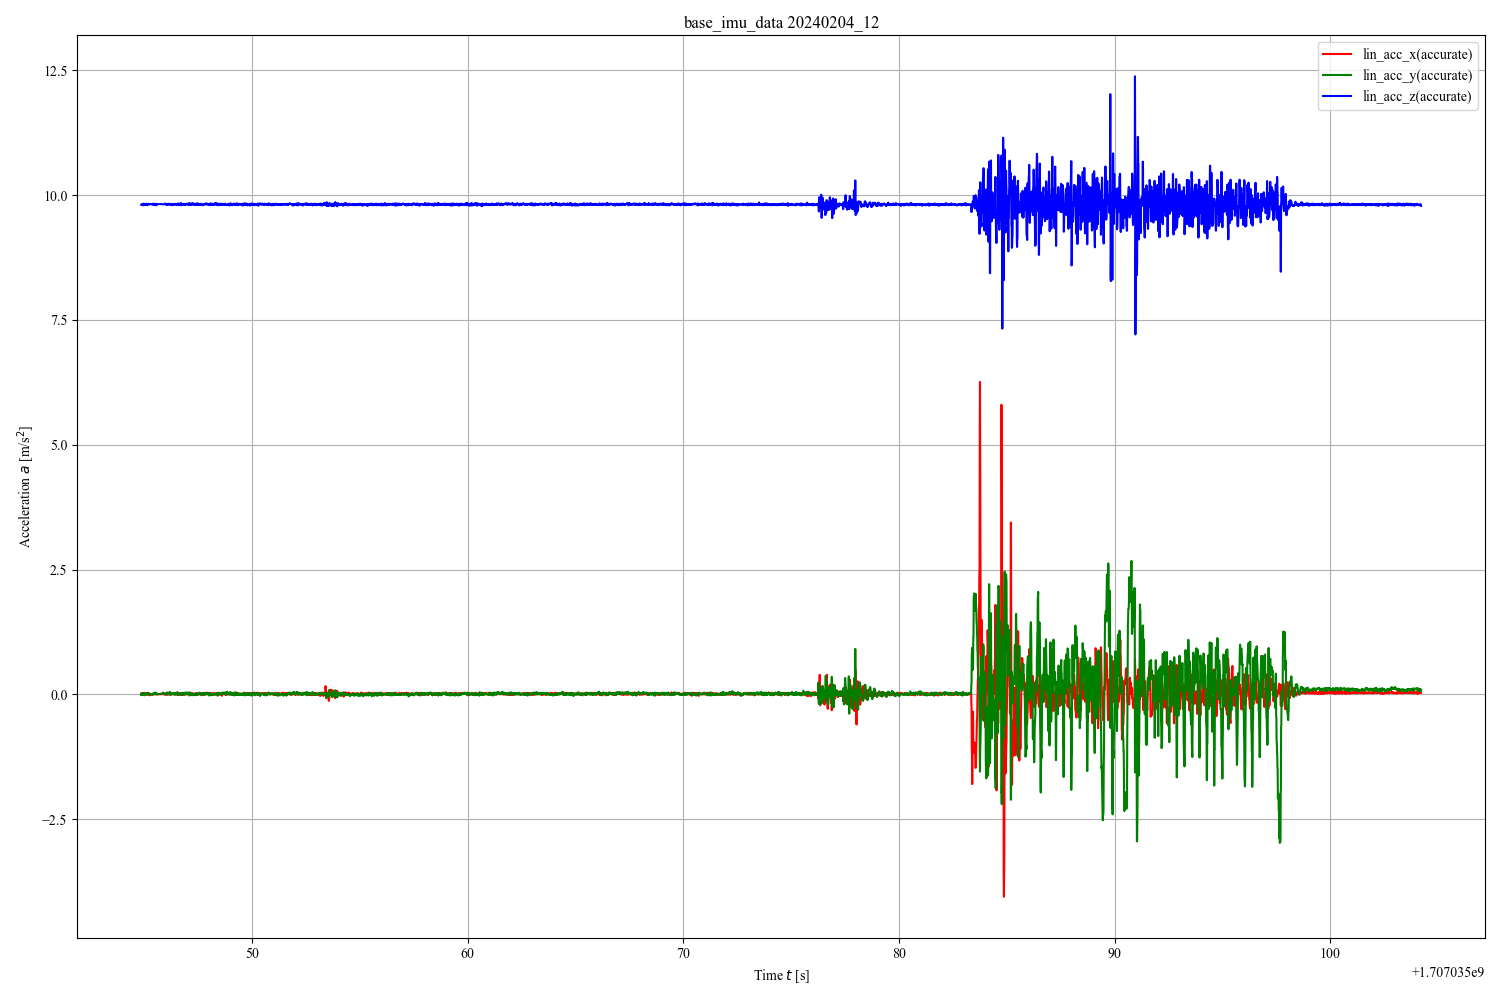 base_imu_data 20240204_12
lin_acc_x(accurate)
lin_acc_y(accurate)
lin_acc_z(accurate)
12.5
10.0
7.5
5.0
2.5
0.0
−2.5
Acceleration a [m/s²]
50 60 70 80 90 100
Time t [s]
+1.707035e9